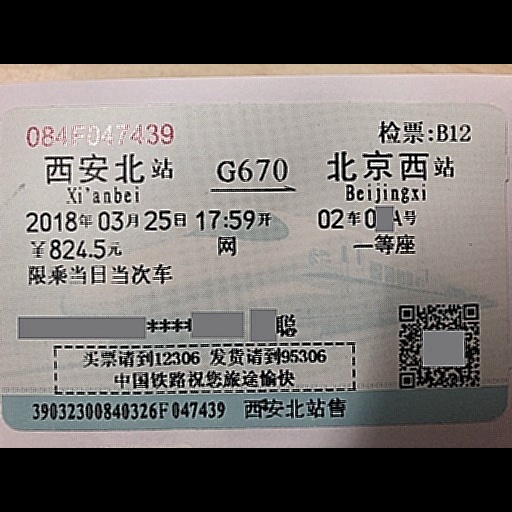 084F047439 检票:B12
西安北站 G670 北京西站
Xi'anbei Beijingxi
2018年03月25日17:59开 02车0 A号
￥824.5元 网 一等座
限乘当日当次车
**** 聪
买票请到12306 发货请到95306
中国铁路祝您旅途愉快
39032300840326F047439 西安北站售